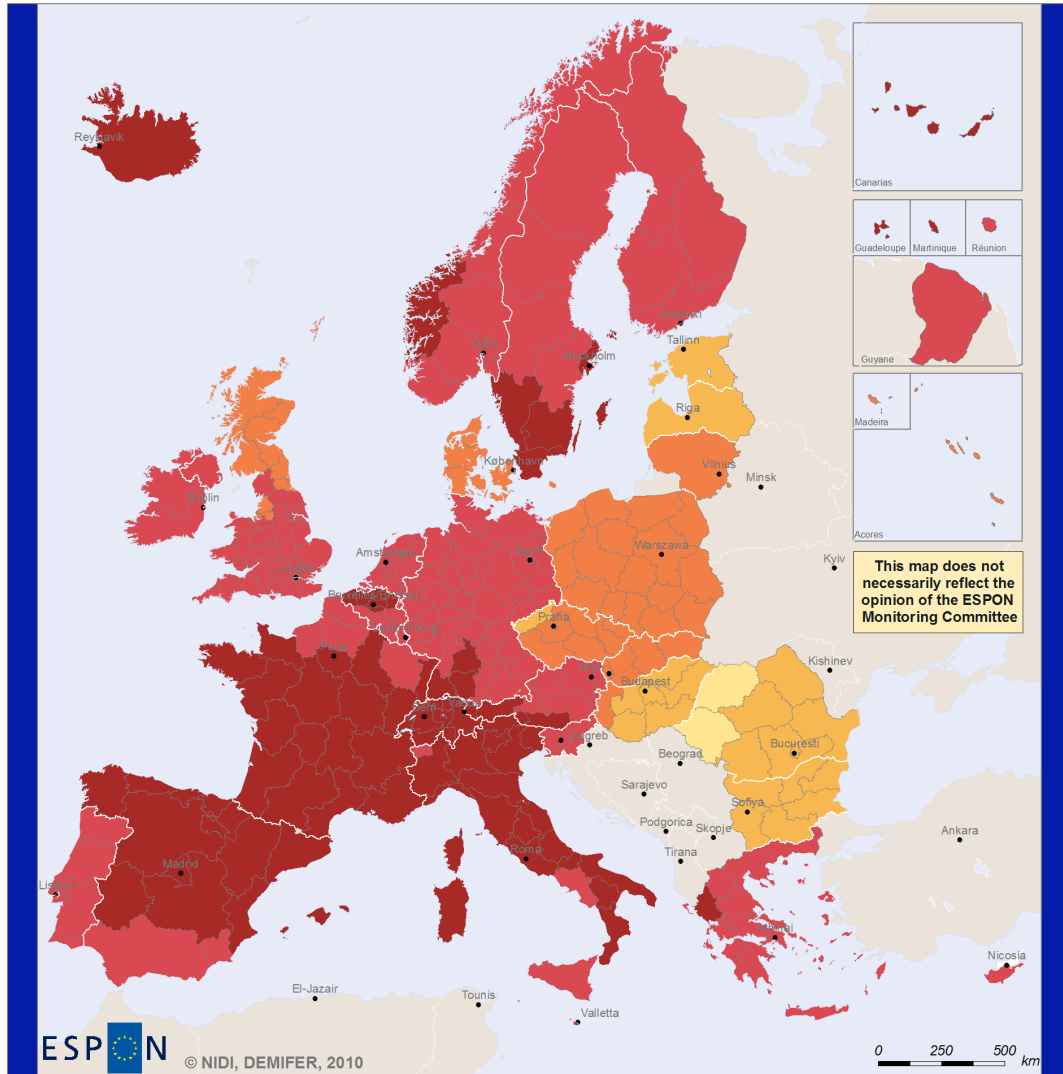 Reykjavik
Canarias
Guadeloupe
Martinique
Réunion
Guyane
Helsinki
Tallinn
Oslo
Stockholm
Riga
Madeira
København
Vilnius
Minsk
Dublin
Acores
Amsterdam
Berlin
Warszawa
Kyiv
London
This map does not
necessarily reflect the
opinion of the ESPON
Monitoring Committee
Praha
Paris
Kishinev
Budapest
Bern
Vaduz
Zagreb
Beograd
Bucuresti
Sarajevo
Sofiya
Podgorica
Skopje
Ankara
Tirana
Roma
Madrid
Lisboa
Athinai
Nicosia
El-Jazair
Tounis
Valletta
ESPON
© NIDI, DEMIFER, 2010
0 250 500
km